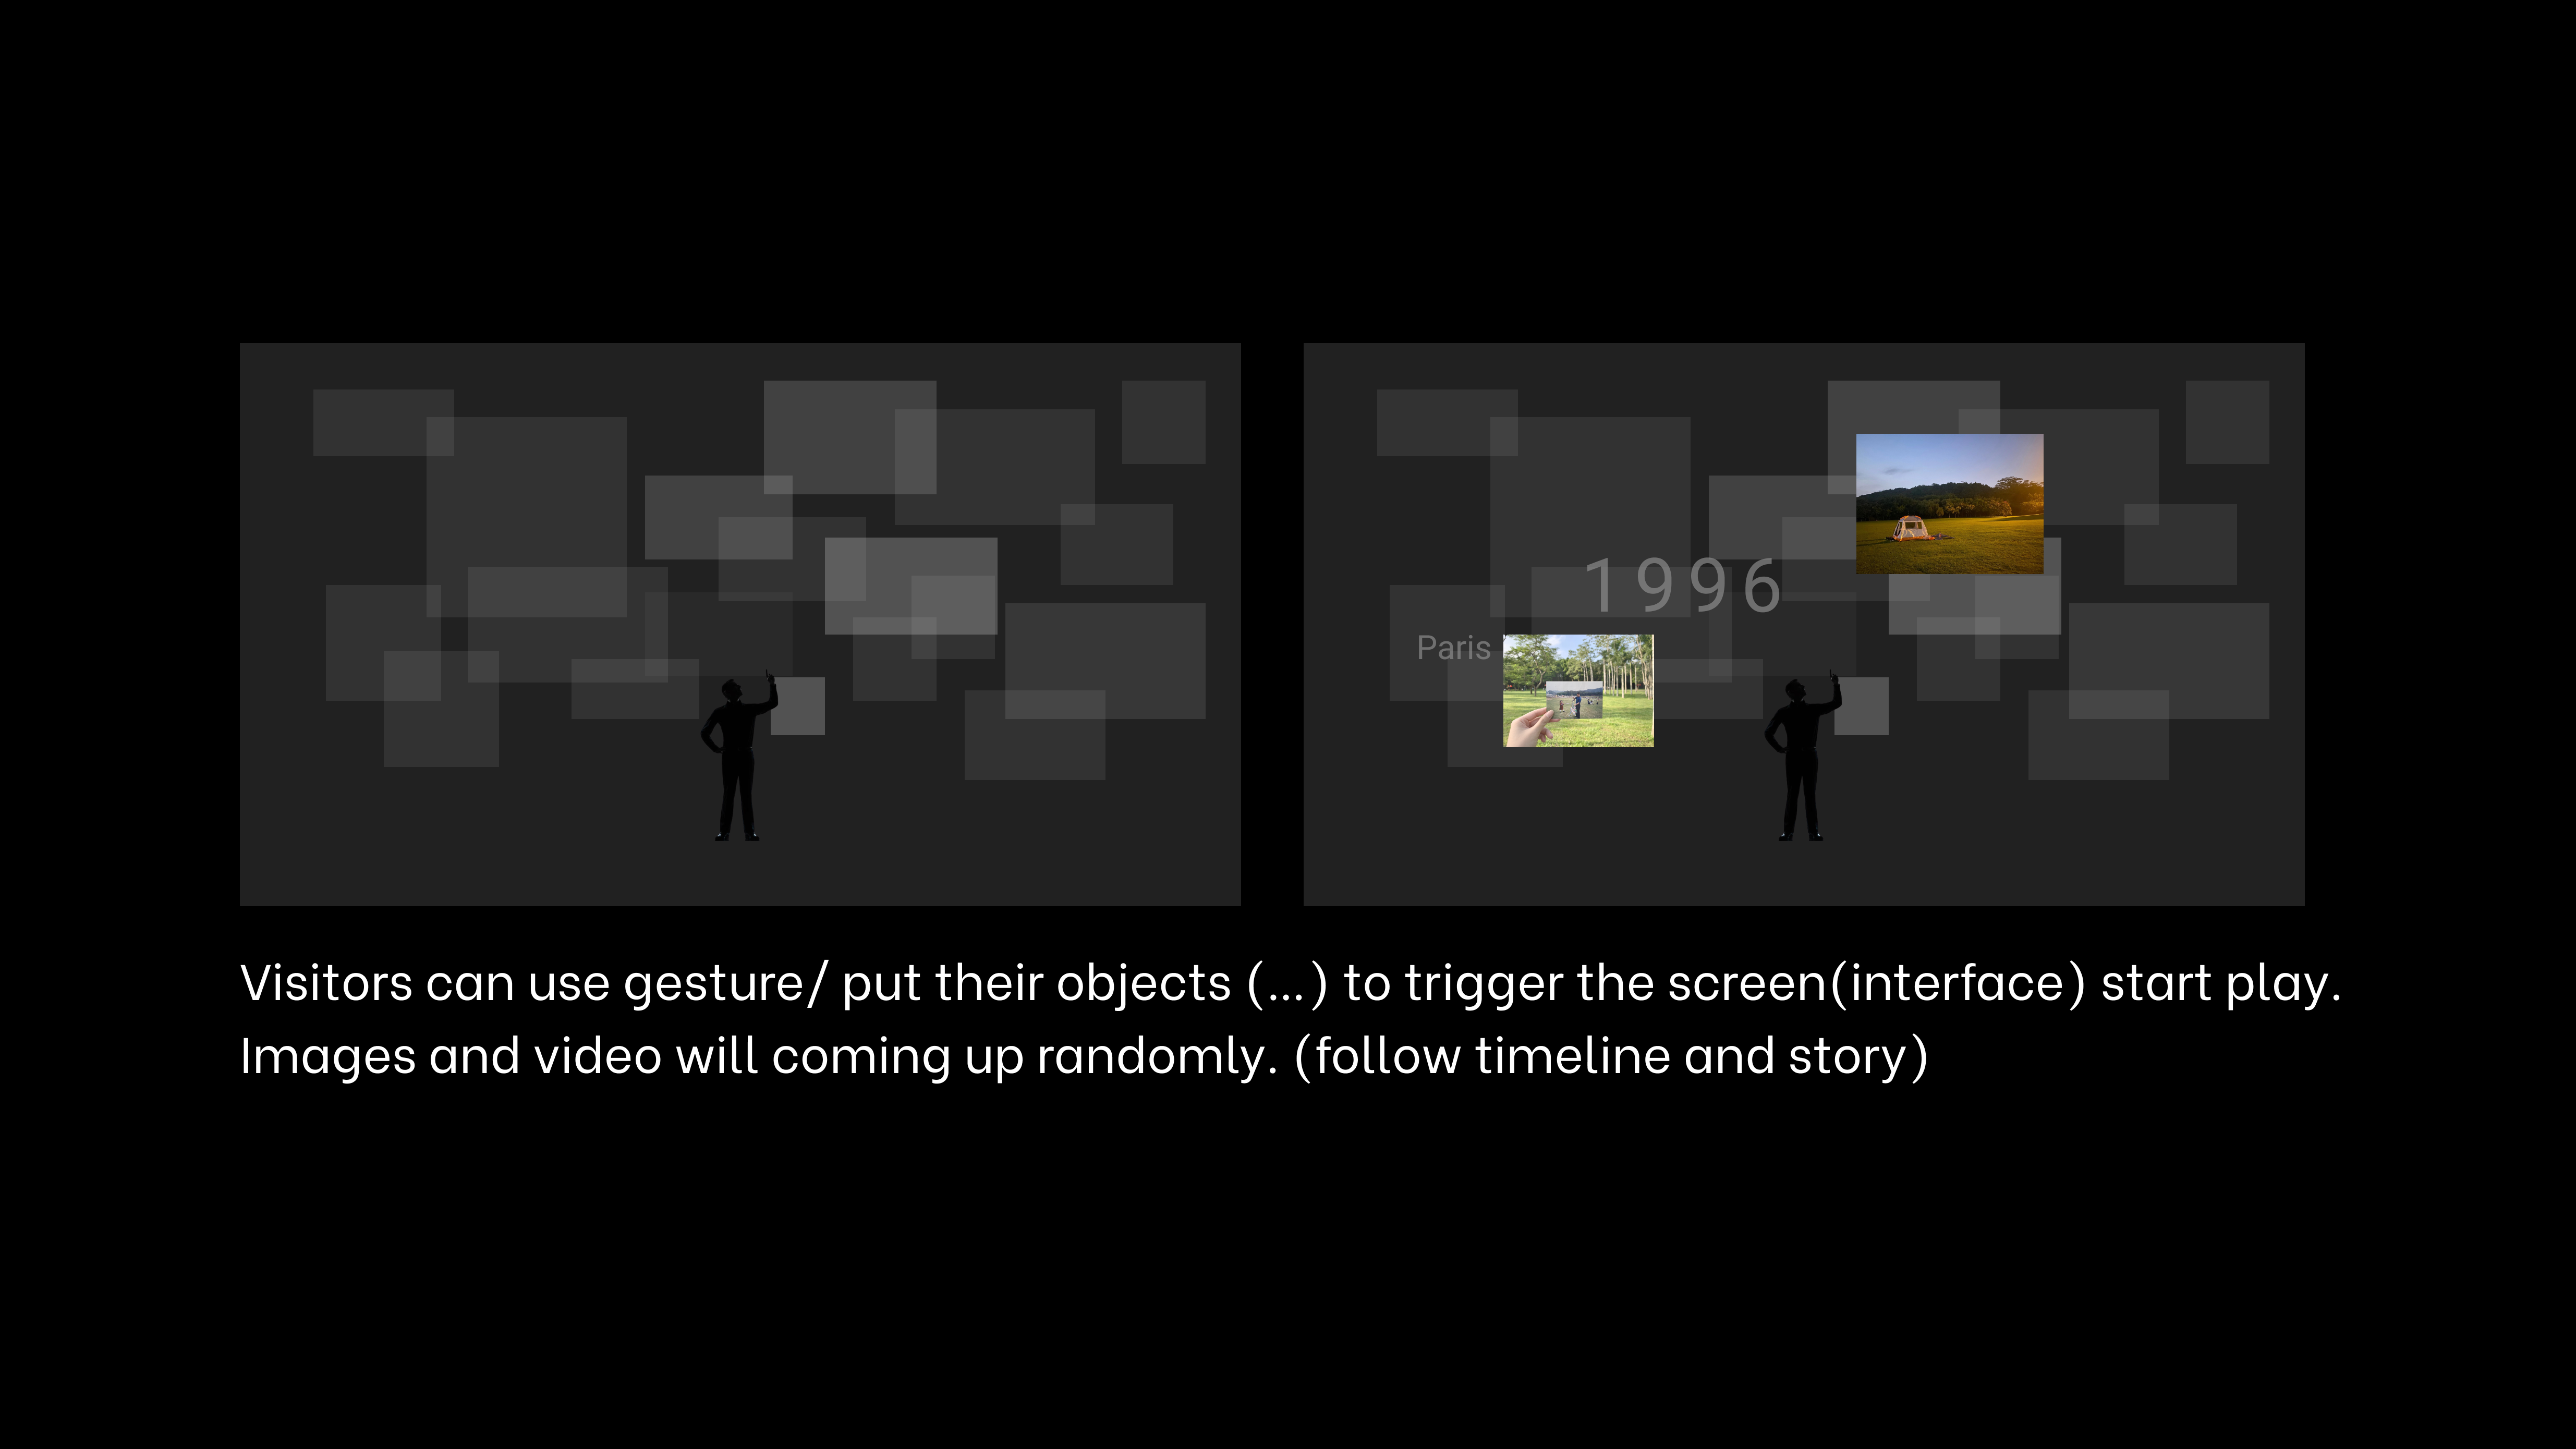 1996
Paris
Visitors can use gesture/ put their objects (...) to trigger the screen(interface) start play.
Images and video will coming up randomly. (follow timeline and story)